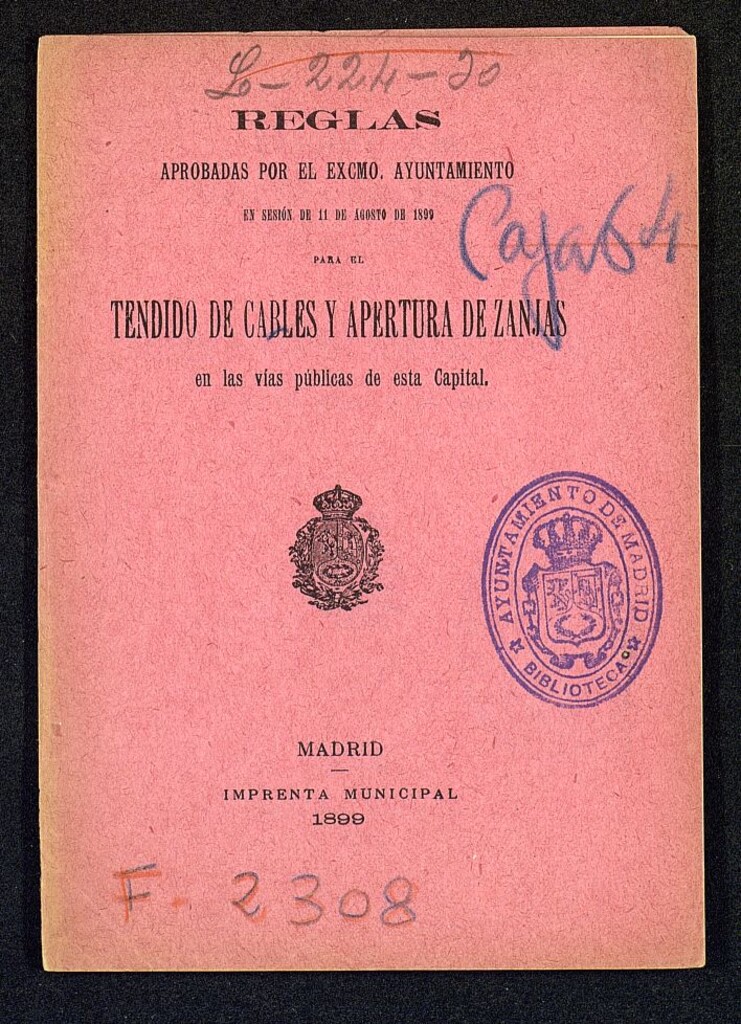 L-224-30
REGLAS
APROBADAS POR EL EXCMO. AYUNTAMIENTO
EN SESIÓN DE 11 DE AGOSTO DE 1899
Caja 64
PARA EL
TENDIDO DE CABLES Y APERTURA DE ZANJAS
en las vías públicas de esta Capital.
AYUNTAMIENTO DE MADRID
BIBLIOTECA
MADRID
IMPRENTA MUNICIPAL
1899
F-2308